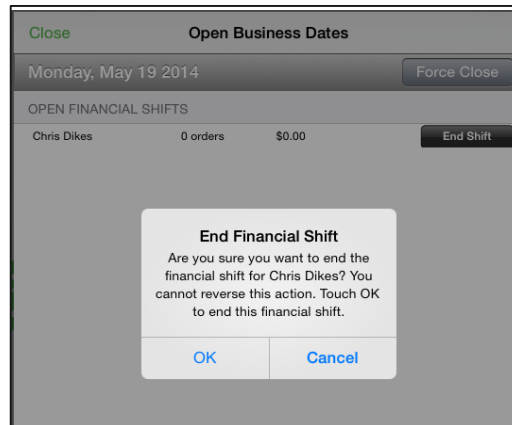 Close Open Business Dates
Monday, May 19 2014 Force Close
OPEN FINANCIAL SHIFTS
Chris Dikes 0 orders $0.00 End Shift
End Financial Shift
Are you sure you want to end the
financial shift for Chris Dikes? You
cannot reverse this action. Touch OK
to end this financial shift.
OK Cancel